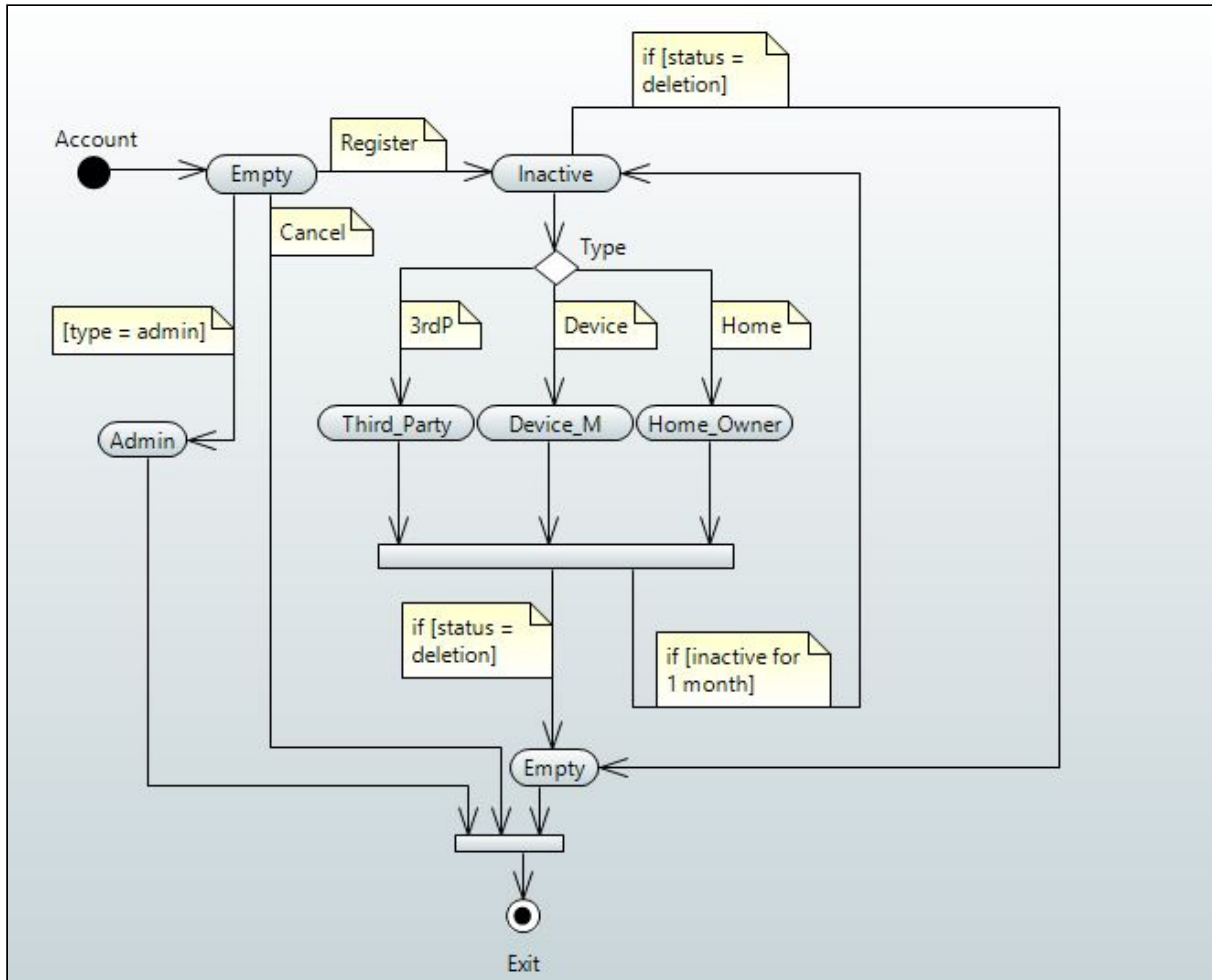 if [status =
deletion]
Account
Register
Empty
Inactive
Cancel
Type
[type = admin]
3rdP
Device
Home
Third_Party
Device_M
Home_Owner
Admin
if [status =
deletion]
if [inactive for
1 month]
Empty
Exit